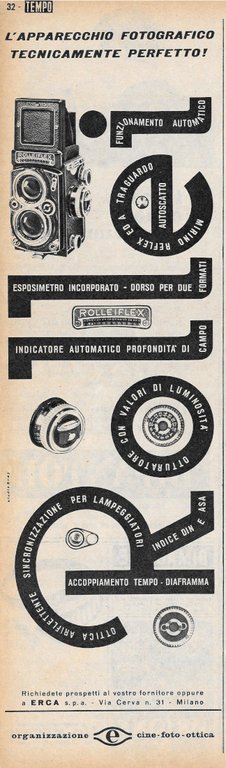 32 - TEMPO
L'APPARECCHIO FOTOGRAFICO
TECNICAMENTE PERFETTO!
ROLLEIFLEX
FUNZIONAMENTO AUTOMATICO
MIRINO REFLEX ED A TRAGUARDO
AUTOSCATTO
ESPOSIMETRO INCORPORATO - DORSO PER DUE FORMATI
ROLLEIFLEX
INDICATORE AUTOMATICO PROFONDITA' DI CAMPO
OTTURATORE CON VALORI DI LUMINOSITÀ
OTTICA ARIFLETTENTE SINCRONIZZAZIONE PER LAMPEGGIATORI
INDICE DIN E ASA
ACCOPPIAMENTO TEMPO - DIAFRAMMA
Rollei
Richiedete prospetti al vostro fornitore oppure
a ERCA s.p.a. - Via Cerva n. 31 - Milano
organizzazione e cine-foto-ottica